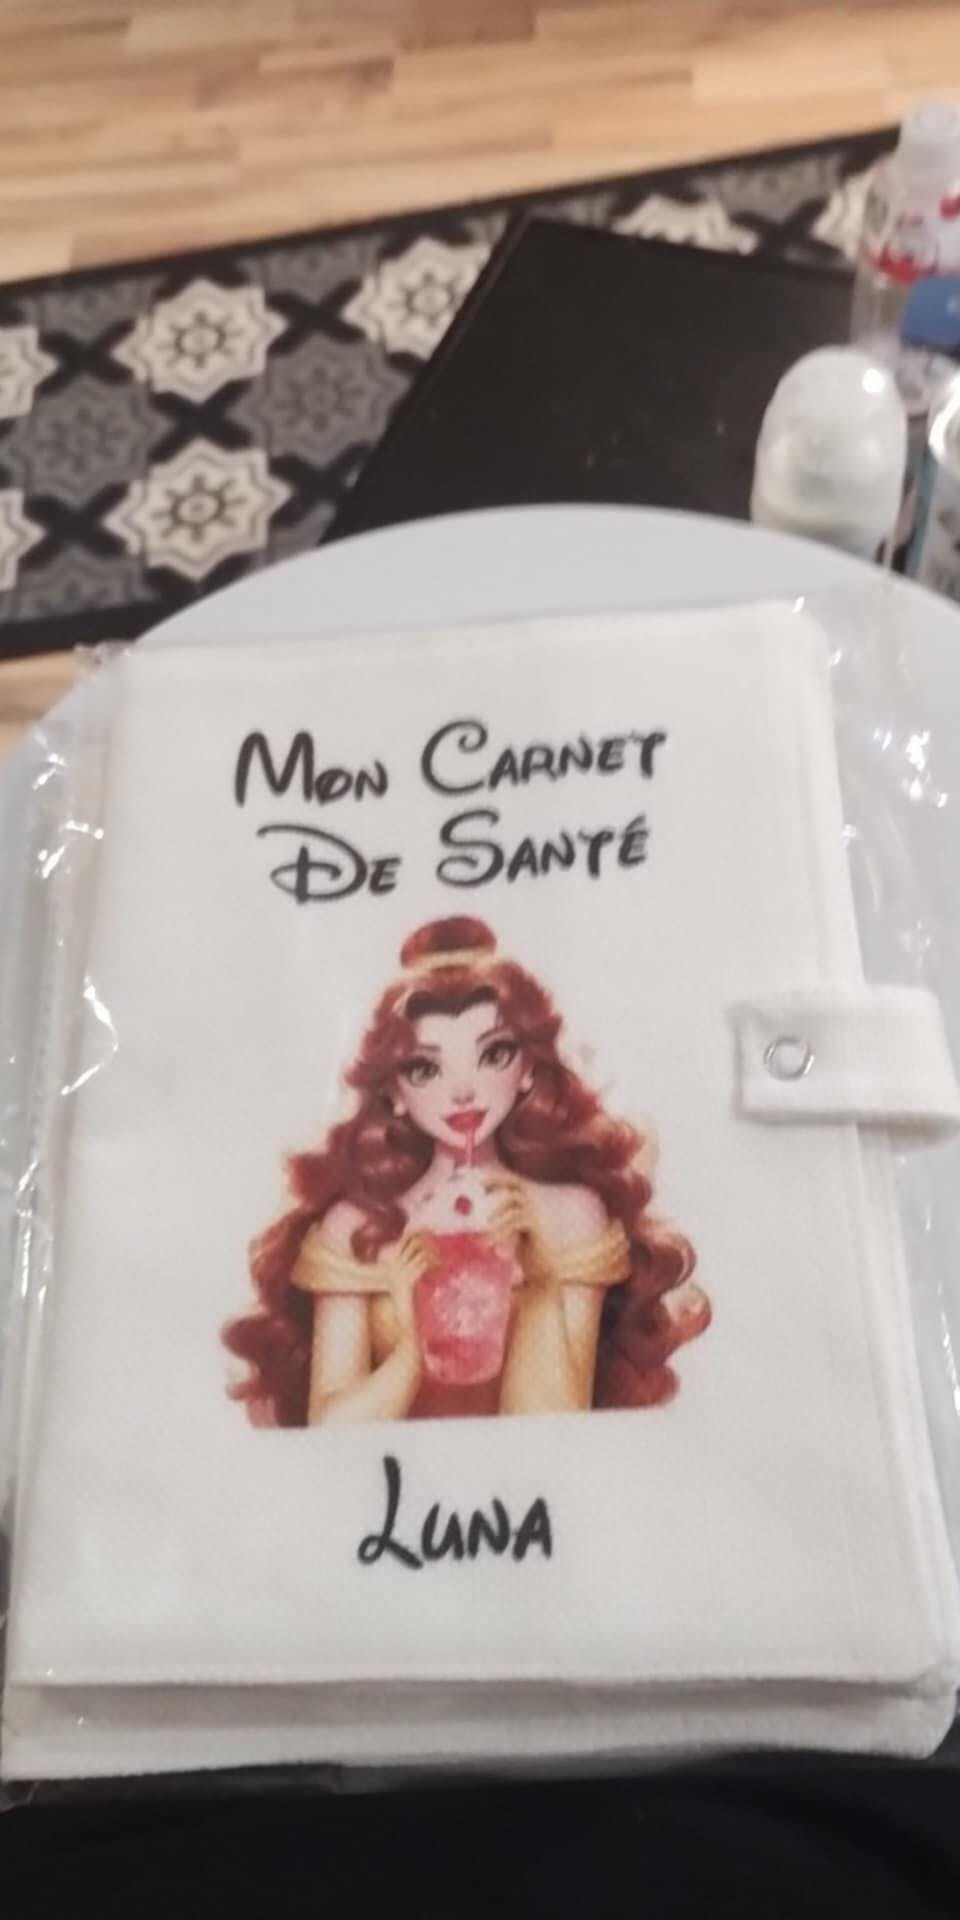 Mon Carnet
De Santé
Luna